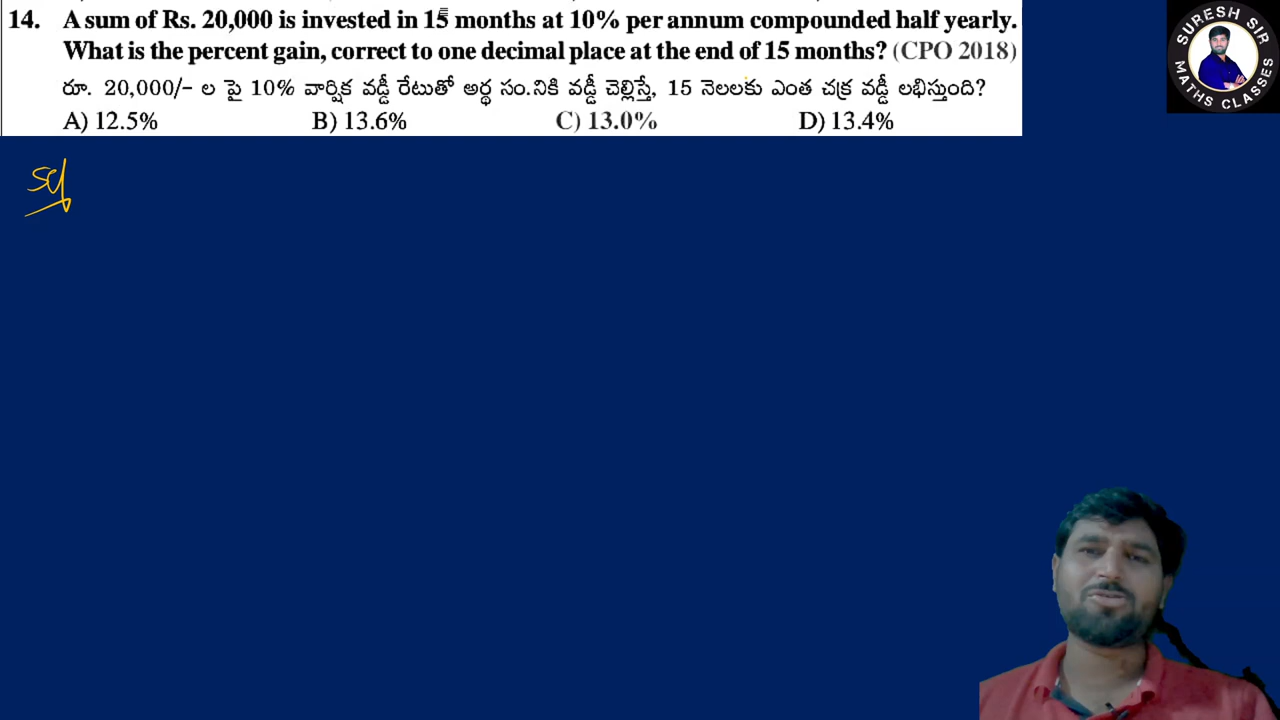 14. A sum of Rs. 20,000 is invested in 15 months at 10% per annum compounded half yearly.
What is the percent gain, correct to one decimal place at the end of 15 months? (CPO 2018)
రూ. 20,000/- ల పై 10% వార్షిక వడ్డీ రేటుతో అర్థ సం.నికి వడ్డీ చెల్లిస్తే, 15 నెలలకు ఎంత చక్ర వడ్డీ లభిస్తుంది?
A) 12.5% B) 13.6% C) 13.0% D) 13.4%
SURESH SIR
MATHS CLASSES